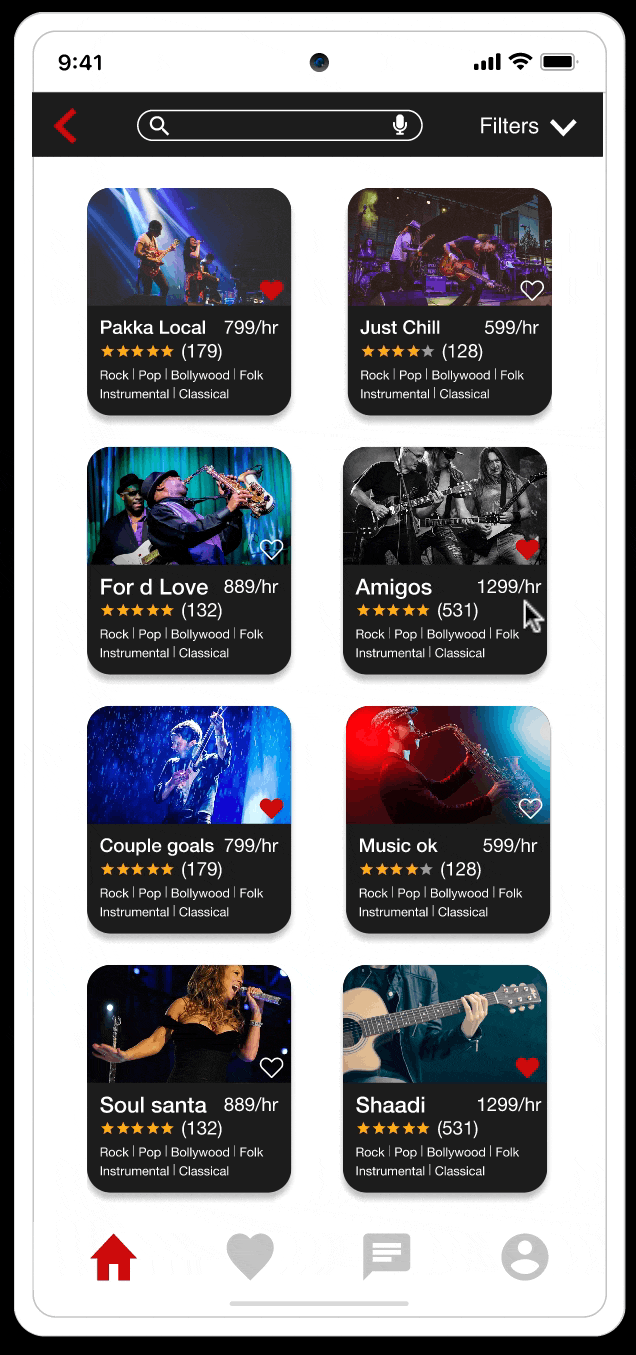 9:41
Filters
Pakka Local 799/hr
(179)
Rock | Pop | Bollywood | Folk
Instrumental | Classical
Just Chill 599/hr
(128)
Rock | Pop | Bollywood | Folk
Instrumental | Classical
For d Love 889/hr
(132)
Rock | Pop | Bollywood | Folk
Instrumental | Classical
Amigos 1299/hr
(531)
Rock | Pop | Bollywood | Folk
Instrumental | Classical
Couple goals 799/hr
(179)
Rock | Pop | Bollywood | Folk
Instrumental | Classical
Music ok 599/hr
(128)
Rock | Pop | Bollywood | Folk
Instrumental | Classical
Soul santa 889/hr
(132)
Rock | Pop | Bollywood | Folk
Instrumental | Classical
Shaadi 1299/hr
(531)
Rock | Pop | Bollywood | Folk
Instrumental | Classical